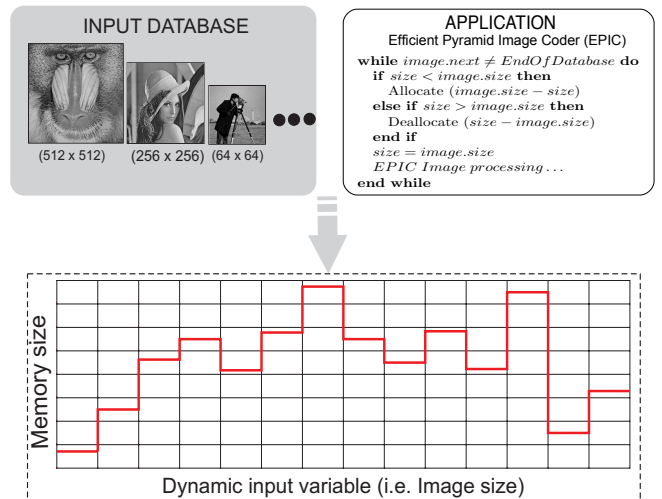 INPUT DATABASE
(512 x 512)
(256 x 256)
(64 x 64)
APPLICATION
Efficient Pyramid Image Coder (EPIC)
while image.next ≠ EndOfDatabase do
if size < image.size then
Allocate (image.size − size)
else if size > image.size then
Deallocate (size − image.size)
end if
size = image.size
EPIC Image processing ...
end while
Memory size
Dynamic input variable (i.e. Image size)